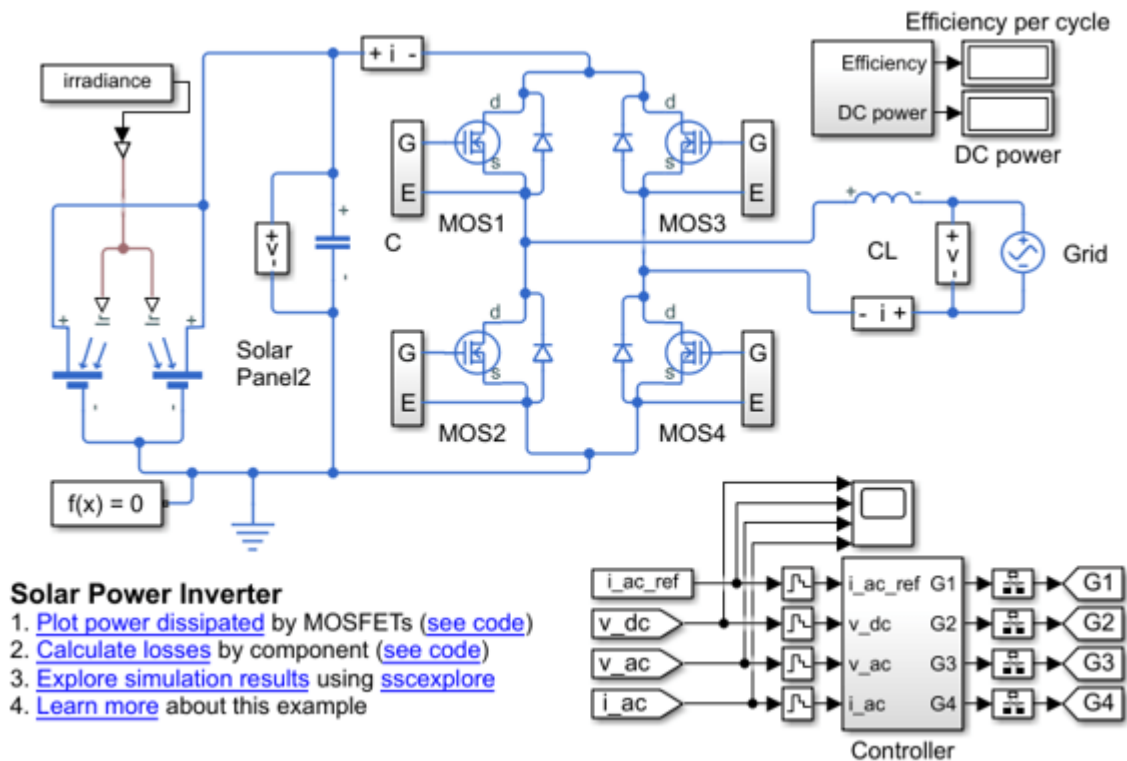 Efficiency per cycle
irradiance
+ i -
Efficiency
DC power
DC power
d
d
G
G
s
s
E
E
MOS1
MOS3
C
+ v -
+
-
+
-
CL
+ v -
Grid
- i +
Ir
Ir
+
+
-
-
Solar
Panel2
d
d
G
G
s
s
E
E
MOS2
MOS4
f(x) = 0
Solar Power Inverter
1. Plot power dissipated by MOSFETs (see code)
2. Calculate losses by component (see code)
3. Explore simulation results using sscexplore
4. Learn more about this example
i_ac_ref
i_ac_ref
G1
G1
v_dc
v_dc
G2
G2
v_ac
v_ac
G3
G3
i_ac
i_ac
G4
G4
Controller